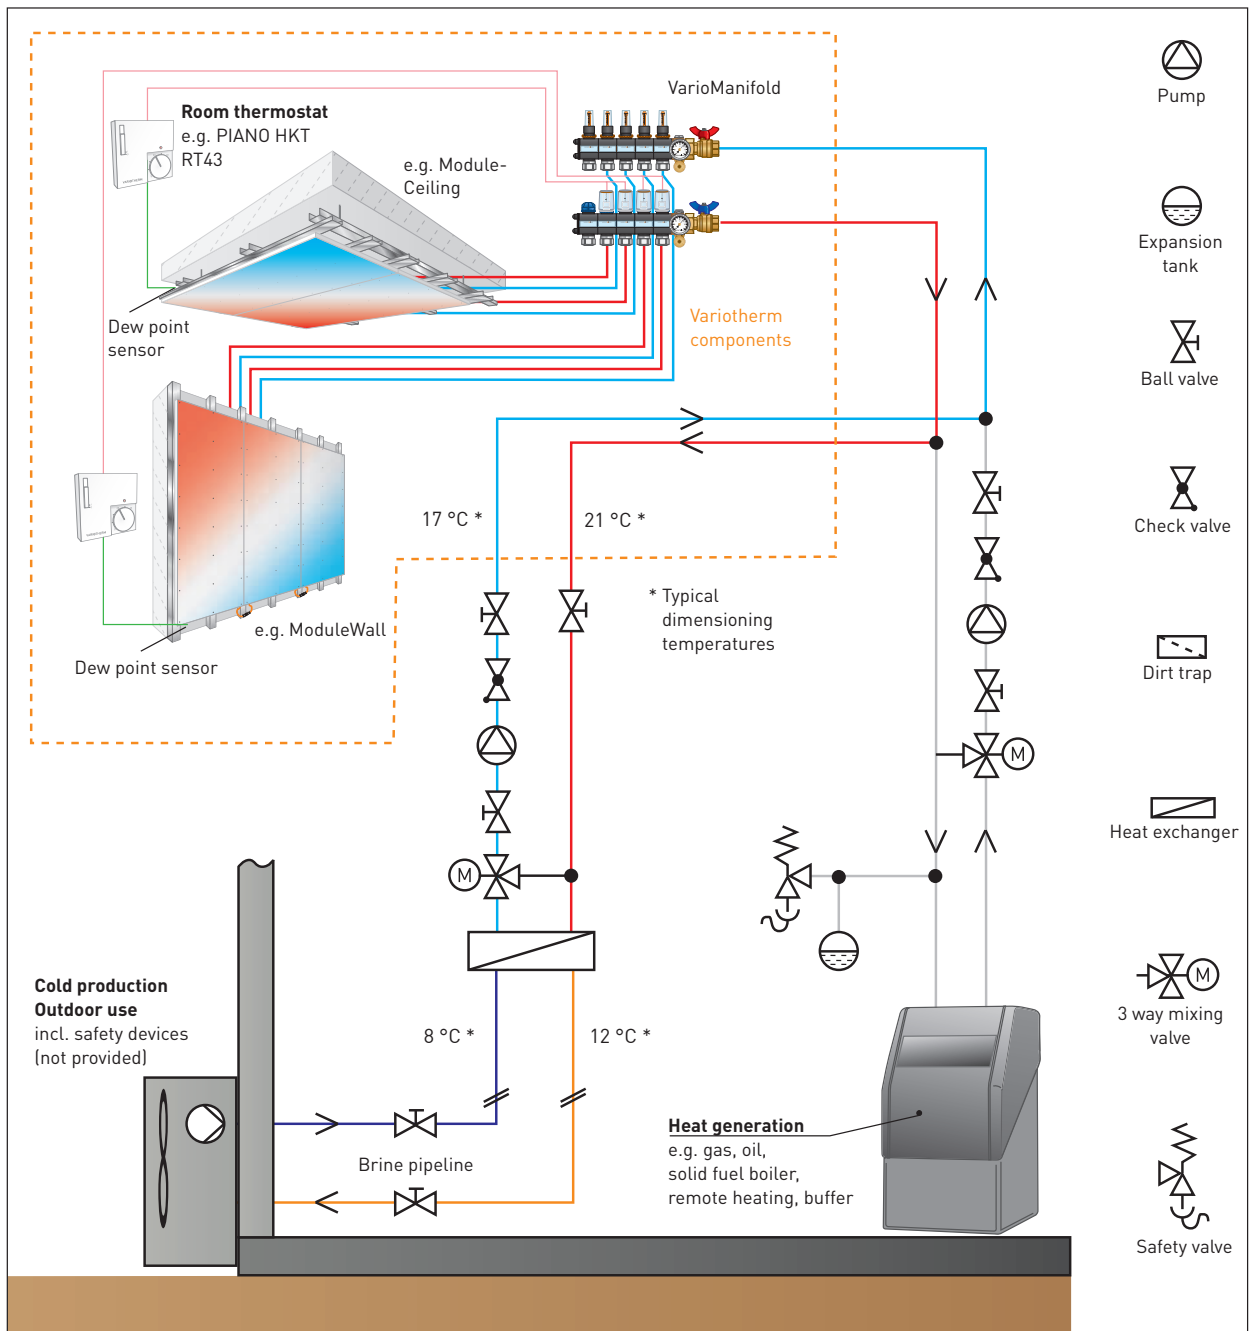 VarioManifold
Room thermostat
e.g. PIANO HKT
RT43
e.g. Module-
Ceiling
Dew point
sensor
Variotherm
components
17 °C *
21 °C *
* Typical
dimensioning
temperatures
e.g. ModuleWall
Dew point sensor
M
M
Cold production
Outdoor use
incl. safety devices
(not provided)
8 °C *
12 °C *
Brine pipeline
Heat generation
e.g. gas, oil,
solid fuel boiler,
remote heating, buffer
Pump
Expansion
tank
Ball valve
Check valve
Dirt trap
Heat exchanger
M
3 way mixing
valve
Safety valve